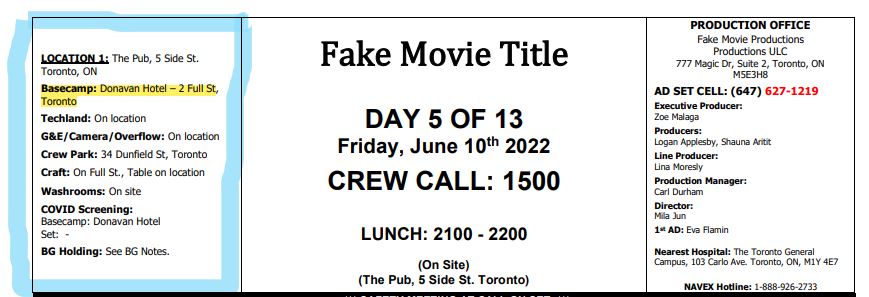 LOCATION 1: The Pub, 5 Side St.
Toronto, ON
Basecamp: Donavan Hotel – 2 Full St,
Toronto
Techland: On location
G&E/Camera/Overflow: On location
Crew Park: 34 Dunfield St, Toronto
Craft: On Full St., Table on location
Washrooms: On site
COVID Screening:
Basecamp: Donavan Hotel
Set: -
BG Holding: See BG Notes.
Fake Movie Title
DAY 5 OF 13
Friday, June 10th 2022
CREW CALL: 1500
LUNCH: 2100 - 2200
(On Site)
(The Pub, 5 Side St. Toronto)
PRODUCTION OFFICE
Fake Movie Productions
Productions ULC
777 Magic Dr, Suite 2, Toronto, ON
M5E3H8
AD SET CELL: (647) 627-1219
Executive Producer:
Zoe Malaga
Producers:
Logan Applesby, Shauna Aritit
Line Producer:
Lina Moresly
Production Manager:
Carl Durham
Director:
Mila Jun
1st AD: Eva Flamin
Nearest Hospital: The Toronto General
Campus, 103 Carlo Ave. Toronto, ON, M1Y 4E7
NAVEX Hotline: 1-888-926-2733